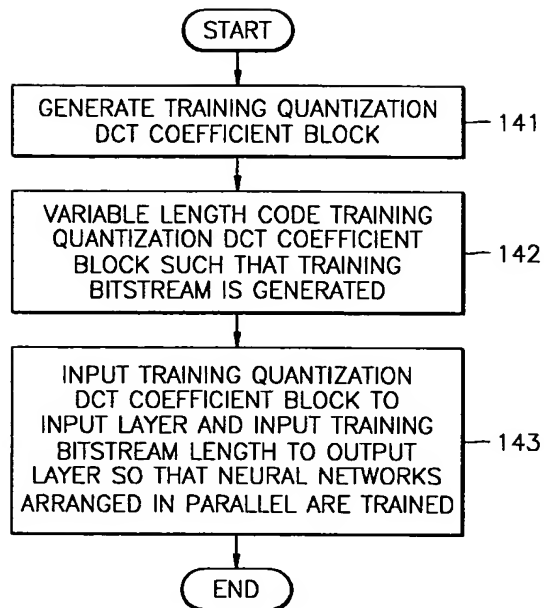 START
GENERATE TRAINING QUANTIZATION
DCT COEFFICIENT BLOCK
141
VARIABLE LENGTH CODE TRAINING
QUANTIZATION DCT COEFFICIENT
BLOCK SUCH THAT TRAINING
BITSTREAM IS GENERATED
142
INPUT TRAINING QUANTIZATION
DCT COEFFICIENT BLOCK TO
INPUT LAYER AND INPUT TRAINING
BITSTREAM LENGTH TO OUTPUT
LAYER SO THAT NEURAL NETWORKS
ARRANGED IN PARALLEL ARE TRAINED
143
END